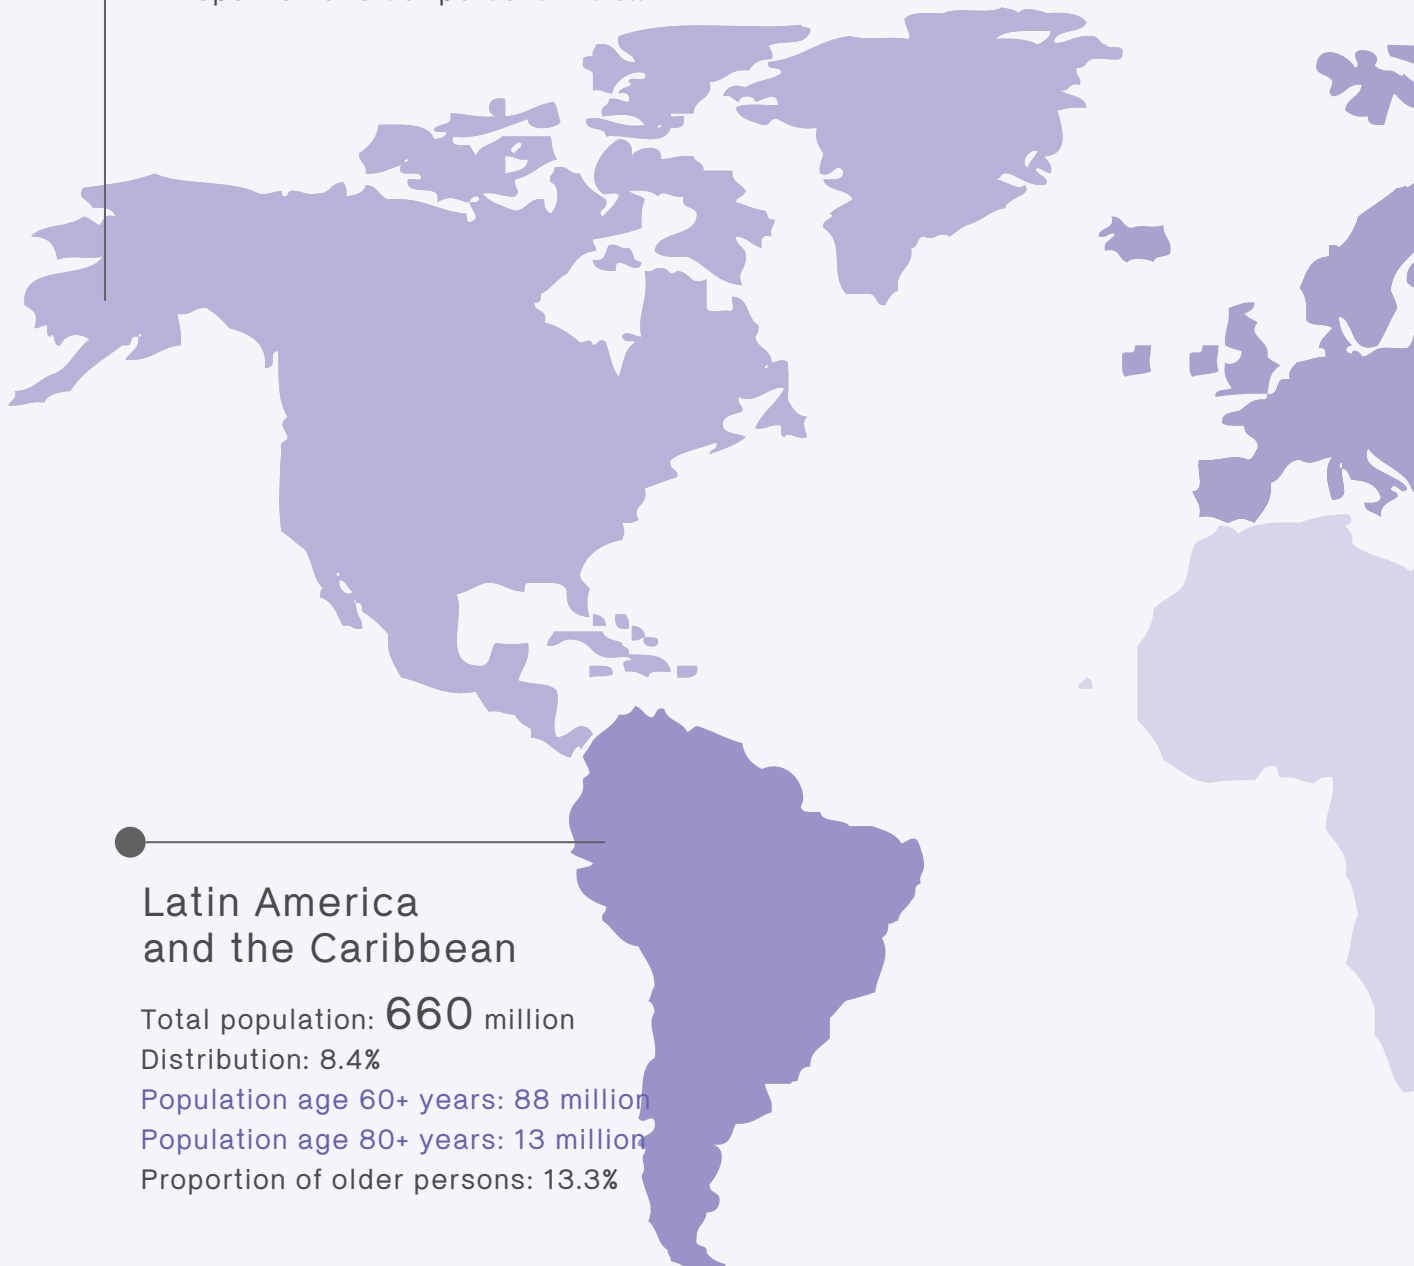 Latin America
and the Caribbean
Total population: 660 million
Distribution: 8.4%
Population age 60+ years: 88 million
Population age 80+ years: 13 million
Proportion of older persons: 13.3%